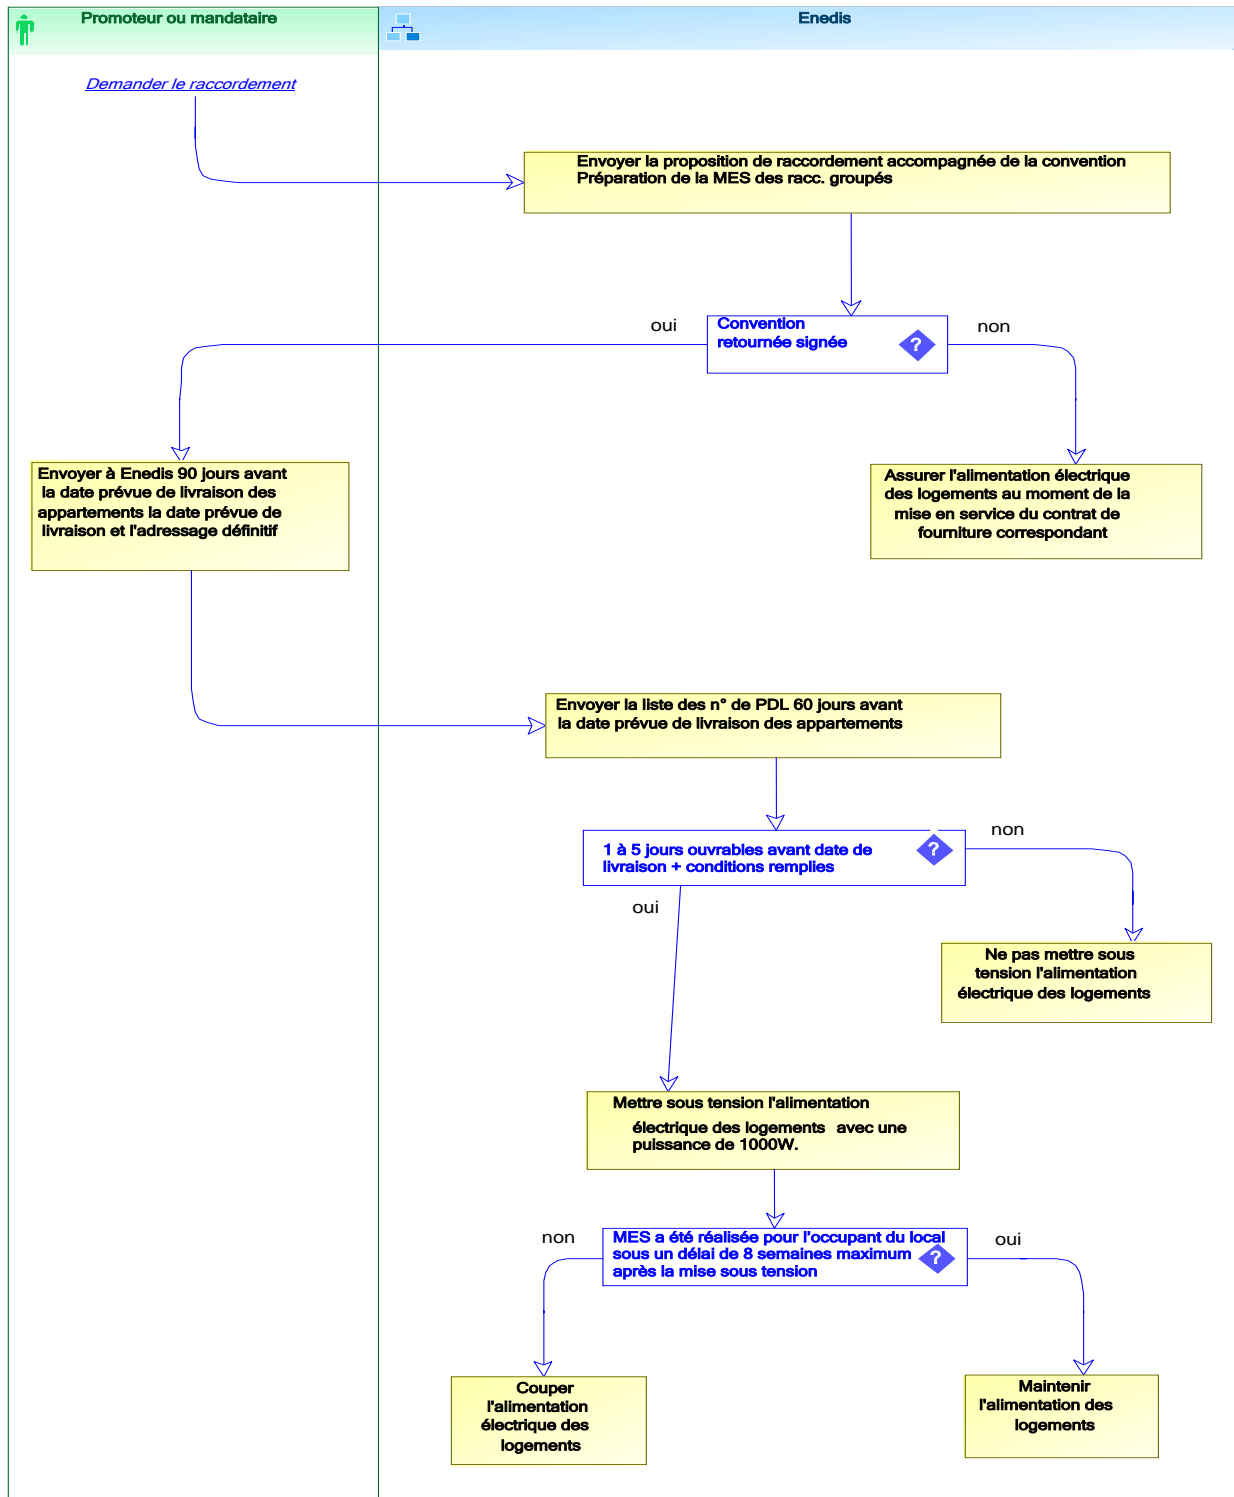 Promoteur ou mandataire
Enedis
Demander le raccordement
Envoyer la proposition de raccordement accompagnée de la convention
Préparation de la MES des racc. groupés
oui
Convention
retournée signée
?
non
Envoyer à Enedis 90 jours avant
la date prévue de livraison des
appartements la date prévue de
livraison et l'adressage définitif
Assurer l'alimentation électrique
des logements au moment de la
mise en service du contrat de
fourniture correspondant
Envoyer la liste des n° de PDL 60 jours avant
la date prévue de livraison des appartements
1 à 5 jours ouvrables avant date de
livraison + conditions remplies
?
non
oui
Ne pas mettre sous
tension l'alimentation
électrique des logements
Mettre sous tension l'alimentation
électrique des logements avec une
puissance de 1000W.
non
MES a été réalisée pour l'occupant du local
sous un délai de 8 semaines maximum
après la mise sous tension
?
oui
Couper
l'alimentation
électrique des
logements
Maintenir
l'alimentation des
logements